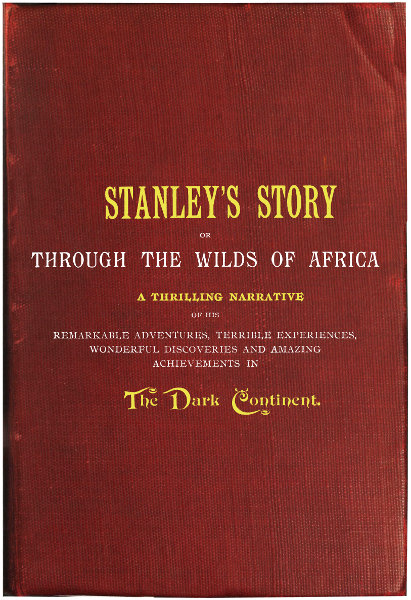 STANLEY'S STORY
OR
THROUGH THE WILDS OF AFRICA
A THRILLING NARRATIVE
OF HIS
REMARKABLE ADVENTURES, TERRIBLE EXPERIENCES,
WONDERFUL DISCOVERIES AND AMAZING
ACHIEVEMENTS IN
The Dark Continent.